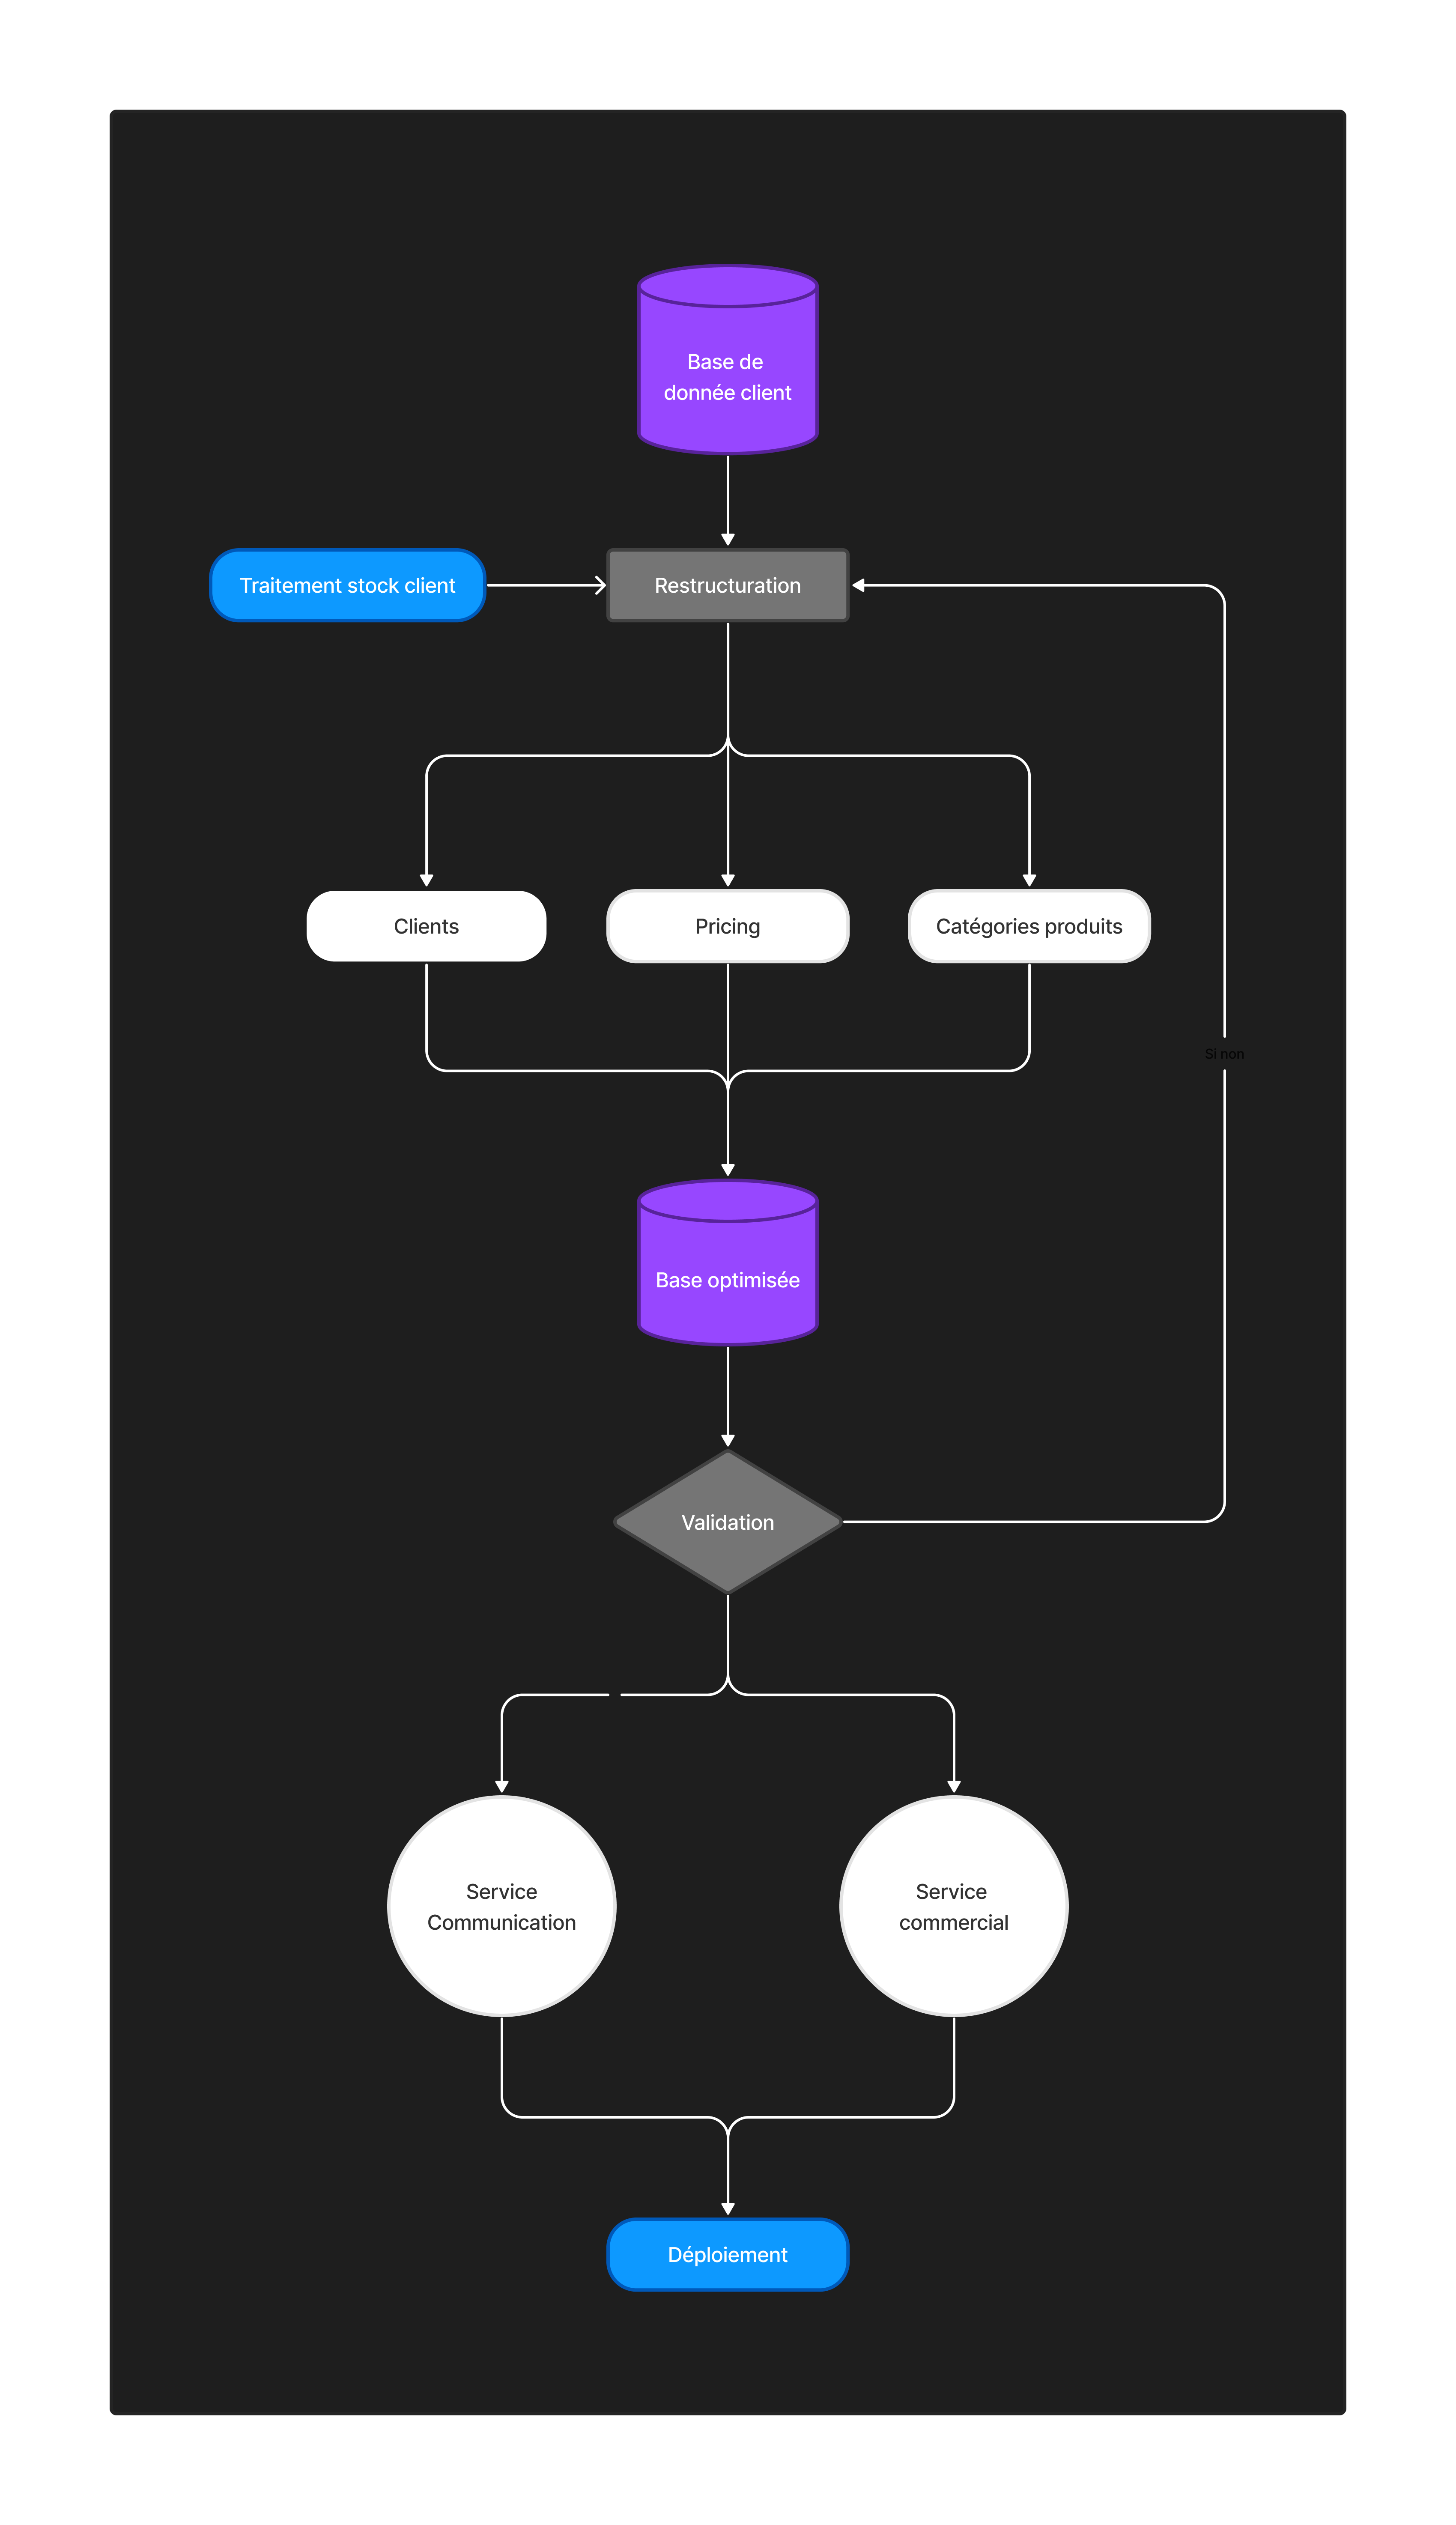 Base de
donnée client
Traitement stock client
Restructuration
Clients
Pricing
Catégories produits
Si non
Base optimisée
Validation
Service
Communication
Service
commercial
Déploiement